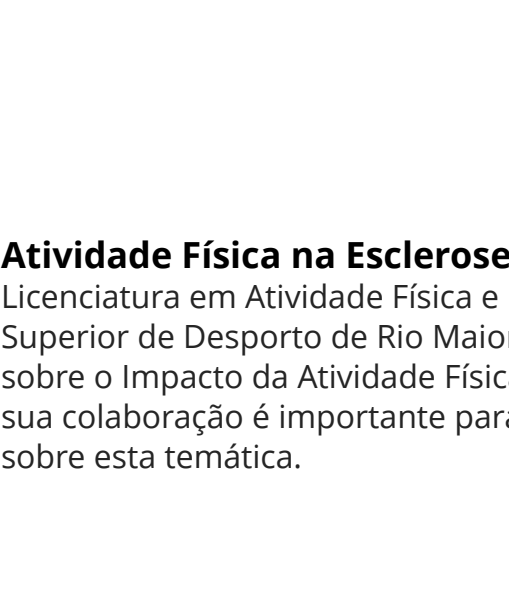 Atividade Física na Esclerose
Licenciatura em Atividade Física e
Superior de Desporto de Rio Maior
sobre o Impacto da Atividade Física
sua colaboração é importante para
sobre esta temática.